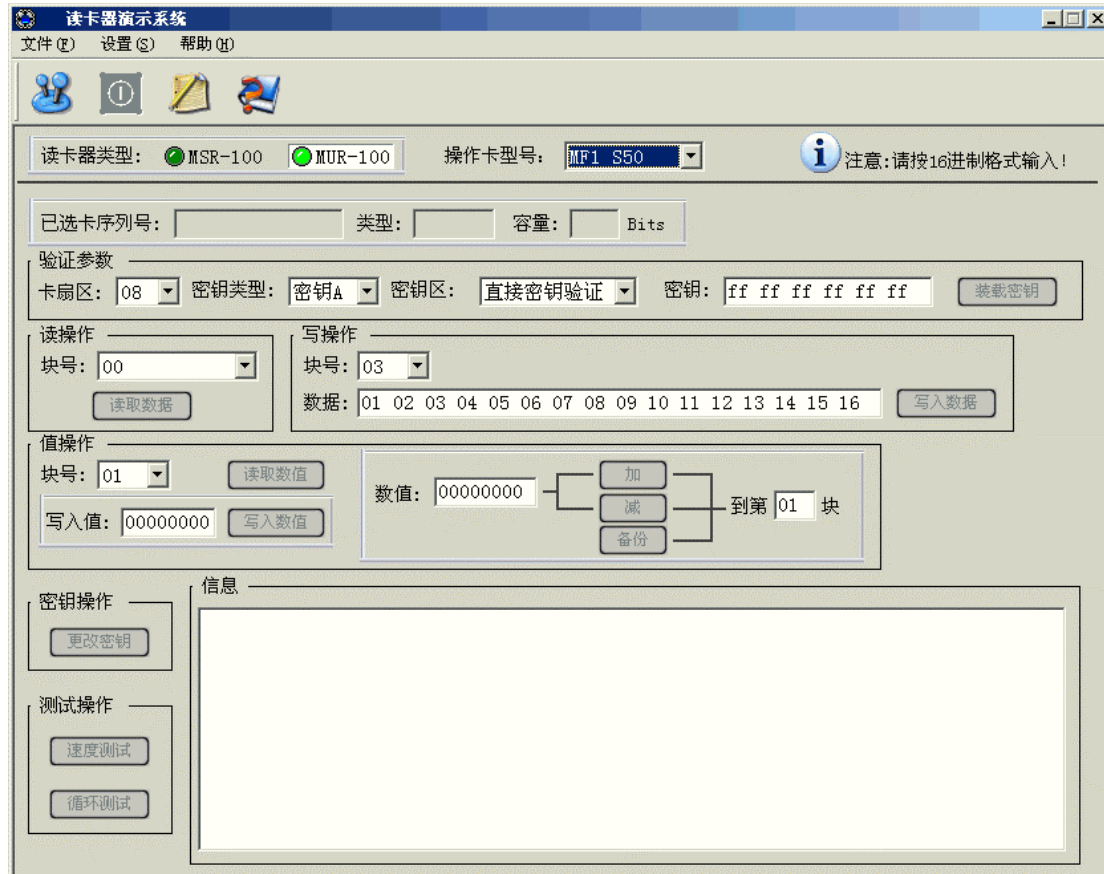 读卡器演示系统
文件(F) 设置(S) 帮助(H)
读卡器类型: MSR-100 MUR-100 操作卡型号: MF1 S50 注意:请按16进制格式输入!
已选卡序列号: 类型: 容量: Bits
验证参数
卡扇区: 08 密钥类型: 密钥A 密钥区: 直接密钥验证 密钥: ff ff ff ff ff ff 装载密钥
读操作 写操作
块号: 00 块号: 03
读取数据 数据: 01 02 03 04 05 06 07 08 09 10 11 12 13 14 15 16 写入数据
值操作
块号: 01 读取数值 加
数值: 00000000 减 到第 01 块
写入值: 00000000 写入数值 备份
密钥操作 信息
更改密钥
测试操作
速度测试
循环测试